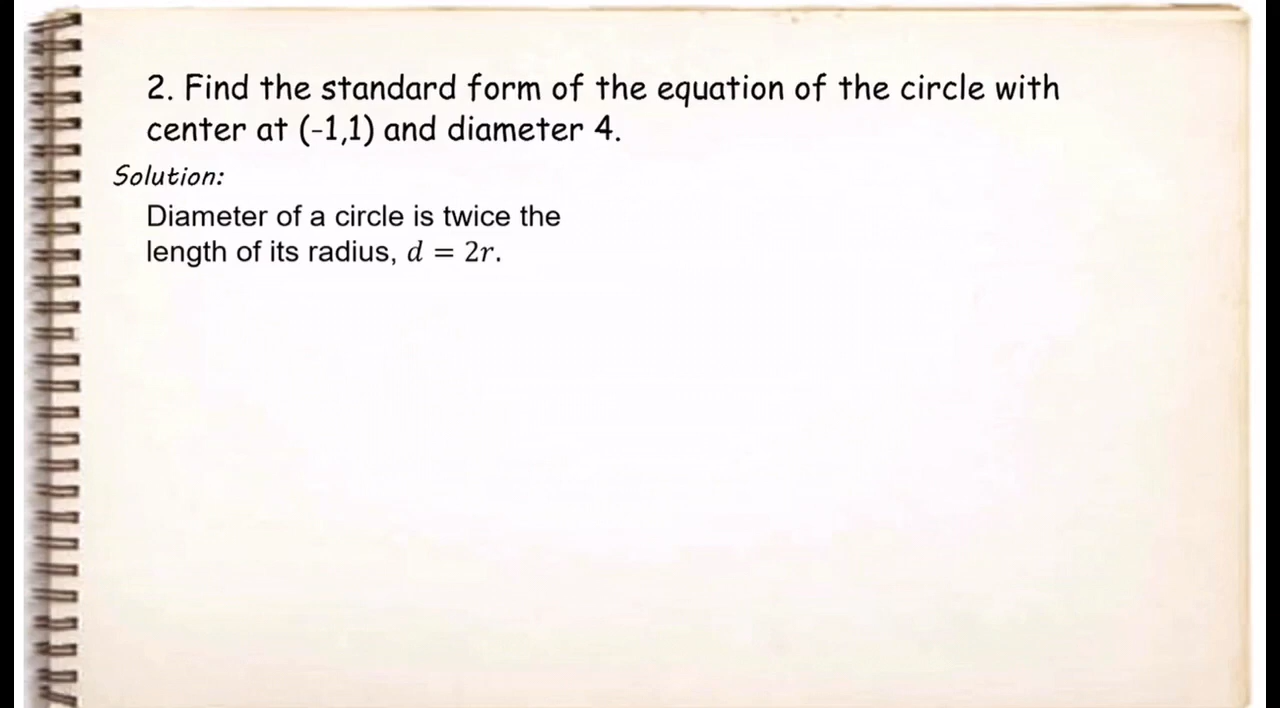 2. Find the standard form of the equation of the circle with
center at (-1,1) and diameter 4.
Solution:
Diameter of a circle is twice the
length of its radius, d = 2r.